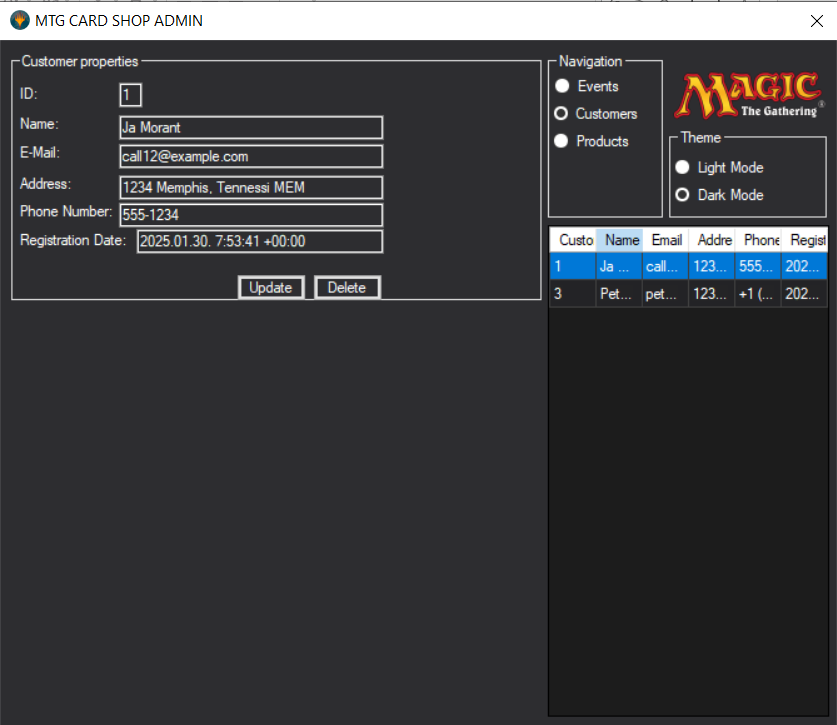 MTG CARD SHOP ADMIN
Customer properties
ID: 1
Name: Ja Morant
E-Mail: call12@example.com
Address: 1234 Memphis, Tennessi MEM
Phone Number: 555-1234
Registration Date: 2025.01.30. 7:53:41 +00:00
Update Delete
Navigation
Events
Customers
Products
MAGIC
The Gathering®
Theme
Light Mode
Dark Mode
Custo Name Email Addre Phone Regist
1 Ja ... call... 123... 555... 202...
3 Pet... pet... 123... +1 (... 202...